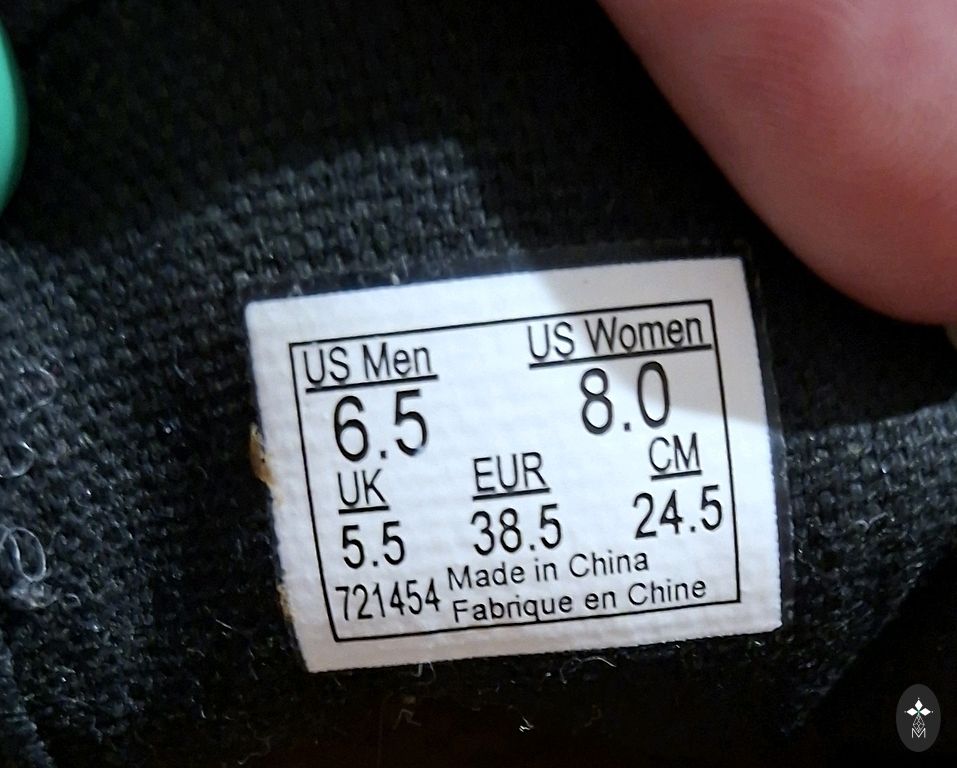 US Men US Women
6.5 8.0
UK EUR CM
5.5 38.5 24.5
721454 Made in China
Fabrique en Chine
M